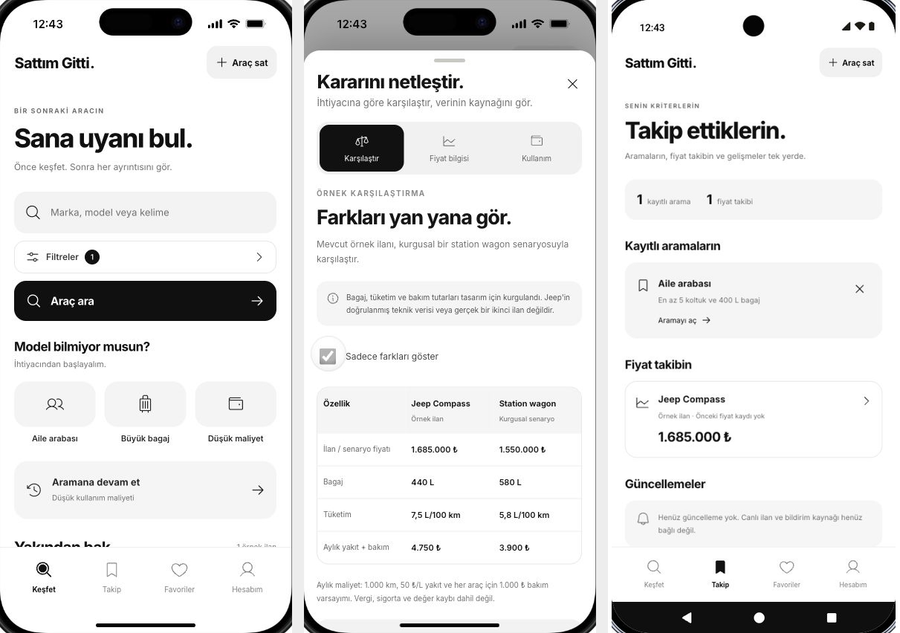 12:43
Sattım Gitti.
Araç sat
BİR SONRAKİ ARACIN
Sana uyanı bul.
Önce keşfet. Sonra her ayrıntısını gör.
Marka, model veya kelime
Filtreler 1
Araç ara
Model bilmiyor musun?
İhtiyacından başlayalım.
Aile arabası
Büyük bagaj
Düşük maliyet
Aramana devam et
Düşük kullanım maliyeti
Yakından bak
1 örnek ilan
Keşfet
Takip
Favoriler
Hesabım
12:43
Kararını netleştir.
İhtiyacına göre karşılaştır, verinin kaynağını gör.
Karşılaştır
Fiyat bilgisi
Kullanım
ÖRNEK KARŞILAŞTIRMA
Farkları yan yana gör.
Mevcut örnek ilanı, kurgusal bir station wagon senaryosuyla
karşılaştır.
Bagaj, tüketim ve bakım tutarları tasarım için kurgulandı. Jeep'in
doğrulanmış teknik verisi veya gerçek bir ikinci ilan değildir.
Sadece farkları göster
Özellik Jeep Compass Station wagon
Örnek ilan Kurgusal senaryo
İlan / senaryo fiyatı 1.685.000 ₺ 1.550.000 ₺
Bagaj 440 L 580 L
Tüketim 7,5 L/100 km 5,8 L/100 km
Aylık yakıt + bakım 4.750 ₺ 3.900 ₺
Aylık maliyet: 1.000 km, 50 ₺/L yakıt ve her araç için 1.000 ₺ bakım
varsayımı. Vergi, sigorta ve değer kaybı dahil değil.
12:43
Sattım Gitti.
Araç sat
SENİN KRİTERLERİN
Takip ettiklerin.
Aramaların, fiyat takibin ve gelişmeler tek yerde.
1 kayıtlı arama 1 fiyat takibi
Kayıtlı aramaların
Aile arabası
En az 5 koltuk ve 400 L bagaj
Aramayı aç
Fiyat takibin
Jeep Compass
Örnek ilan · Önceki fiyat kaydı yok
1.685.000 ₺
Güncellemeler
Henüz güncelleme yok. Canlı ilan ve bildirim kaynağı henüz
bağlı değil.
Keşfet
Takip
Favoriler
Hesabım